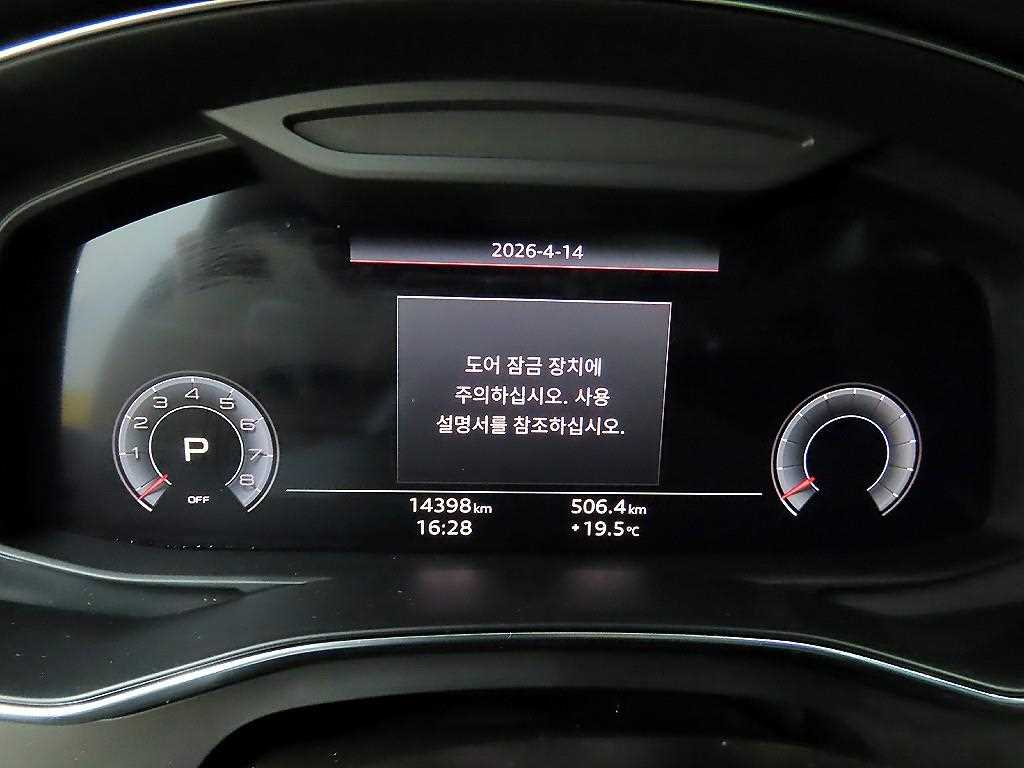 2026-4-14
도어 잠금 장치에
주의하십시오. 사용
설명서를 참조하십시오.
1 2 3 4 5 6 7 8
P
OFF
14398km 506.4km
16:28 +19.5°C